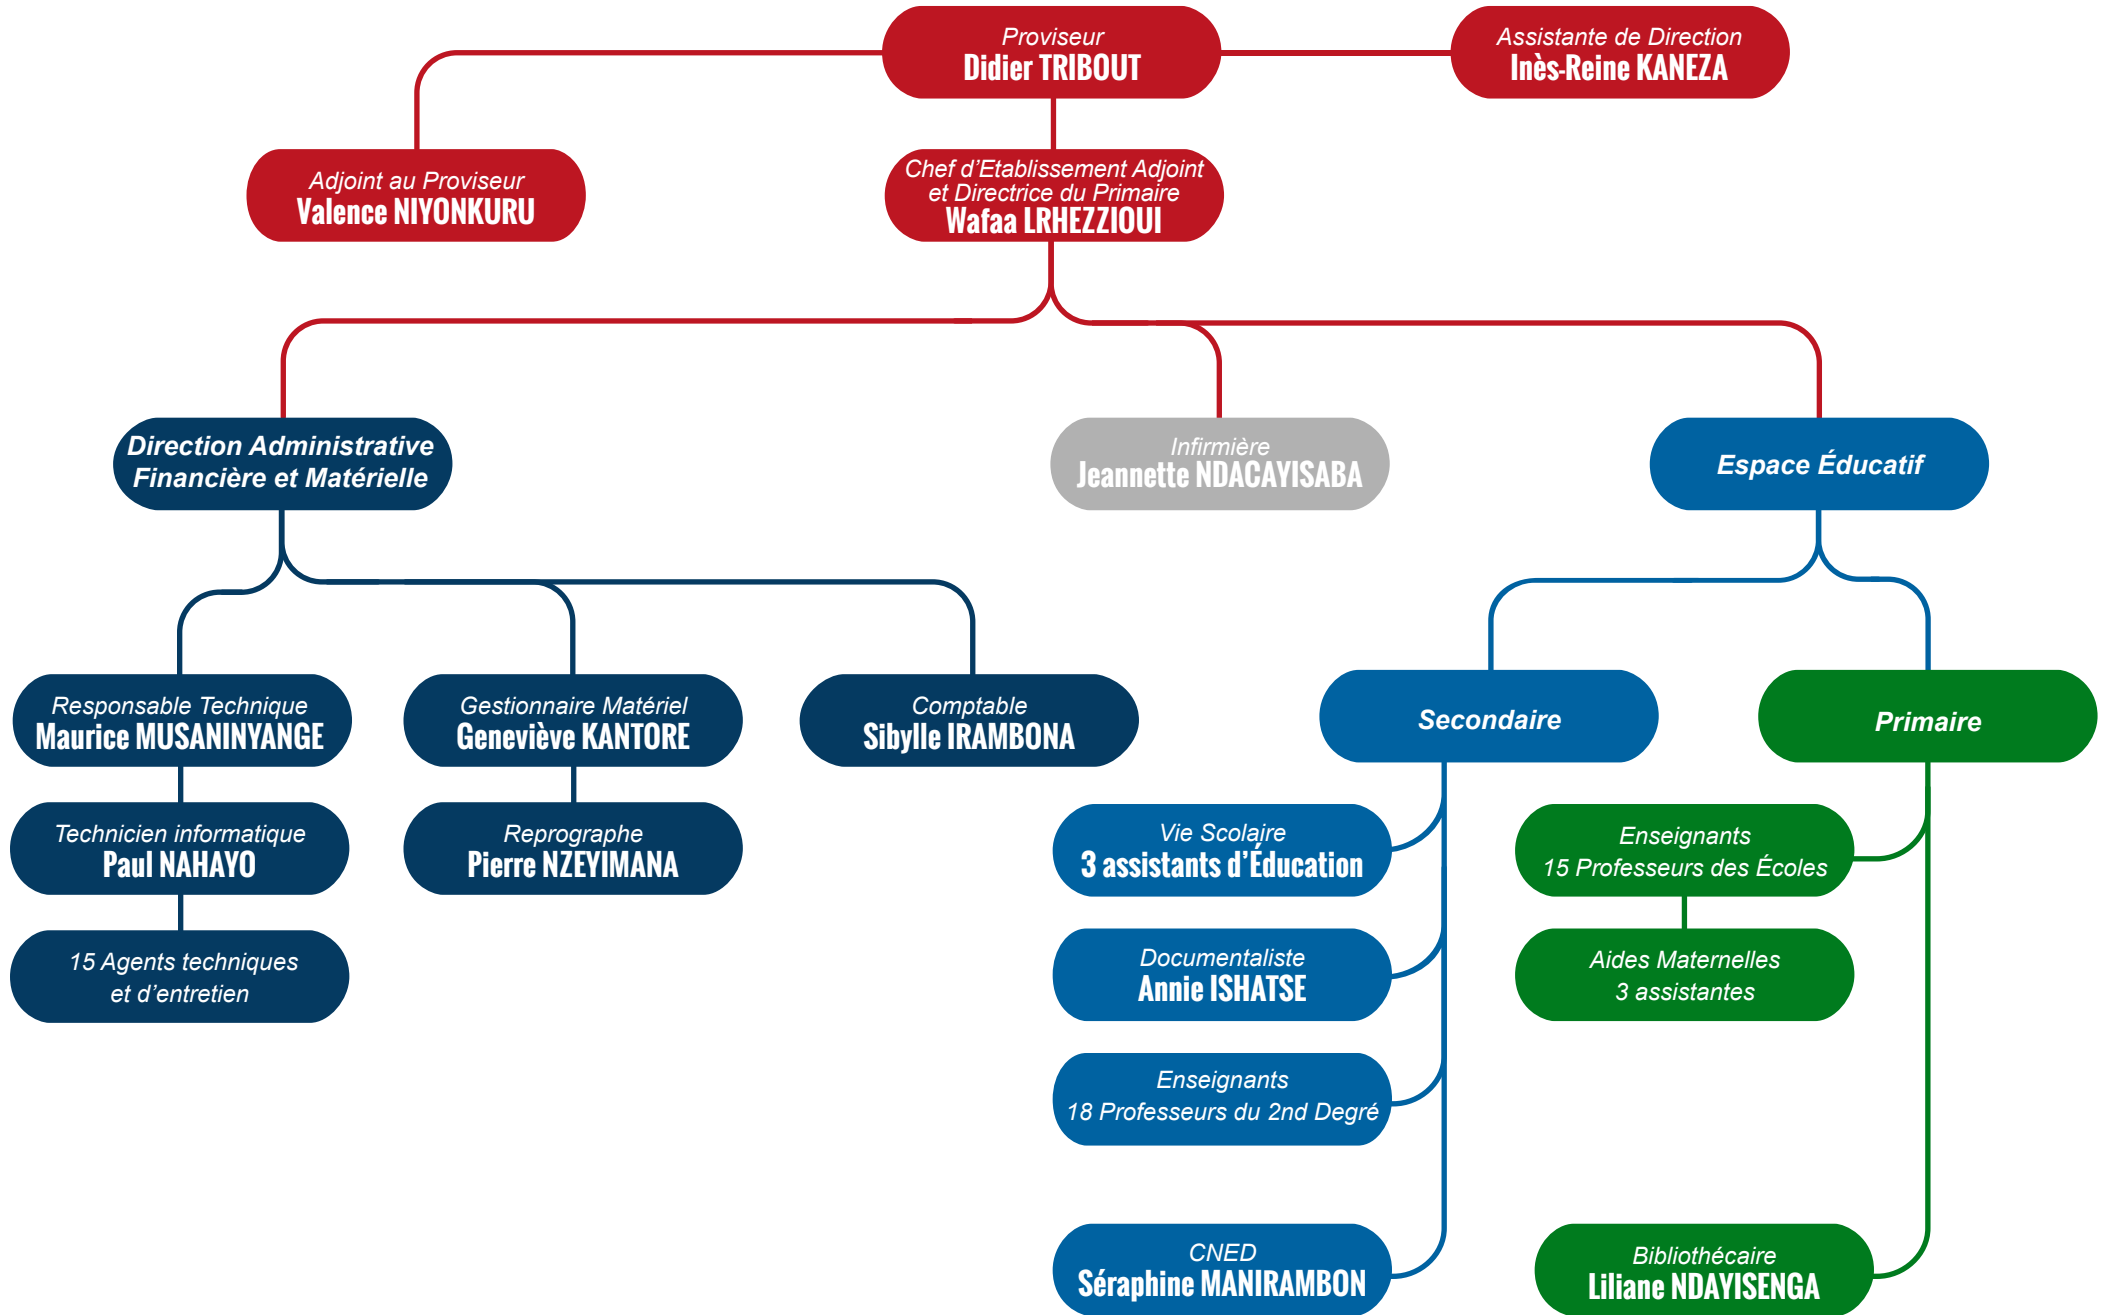 Proviseur
Didier TRIBOUT
Assistante de Direction
Inès-Reine KANEZA
Adjoint au Proviseur
Valence NIYONKURU
Chef d’Etablissement Adjoint
et Directrice du Primaire
Wafaa LRHEZZIOUI
Direction Administrative
Financière et Matérielle
Infirmière
Jeannette NDACAYISABA
Espace Éducatif
Responsable Technique
Maurice MUSANINYANGE
Gestionnaire Matériel
Geneviève KANTORE
Comptable
Sibylle IRAMBONA
Secondaire
Primaire
Technicien informatique
Paul NAHAYO
Reprographe
Pierre NZEYIMANA
Vie Scolaire
3 assistants d’Éducation
Enseignants
15 Professeurs des Écoles
15 Agents techniques
et d’entretien
Documentaliste
Annie ISHATSE
Aides Maternelles
3 assistantes
Enseignants
18 Professeurs du 2nd Degré
CNED
Séraphine MANIRAMBON
Bibliothécaire
Liliane NDAYISENGA